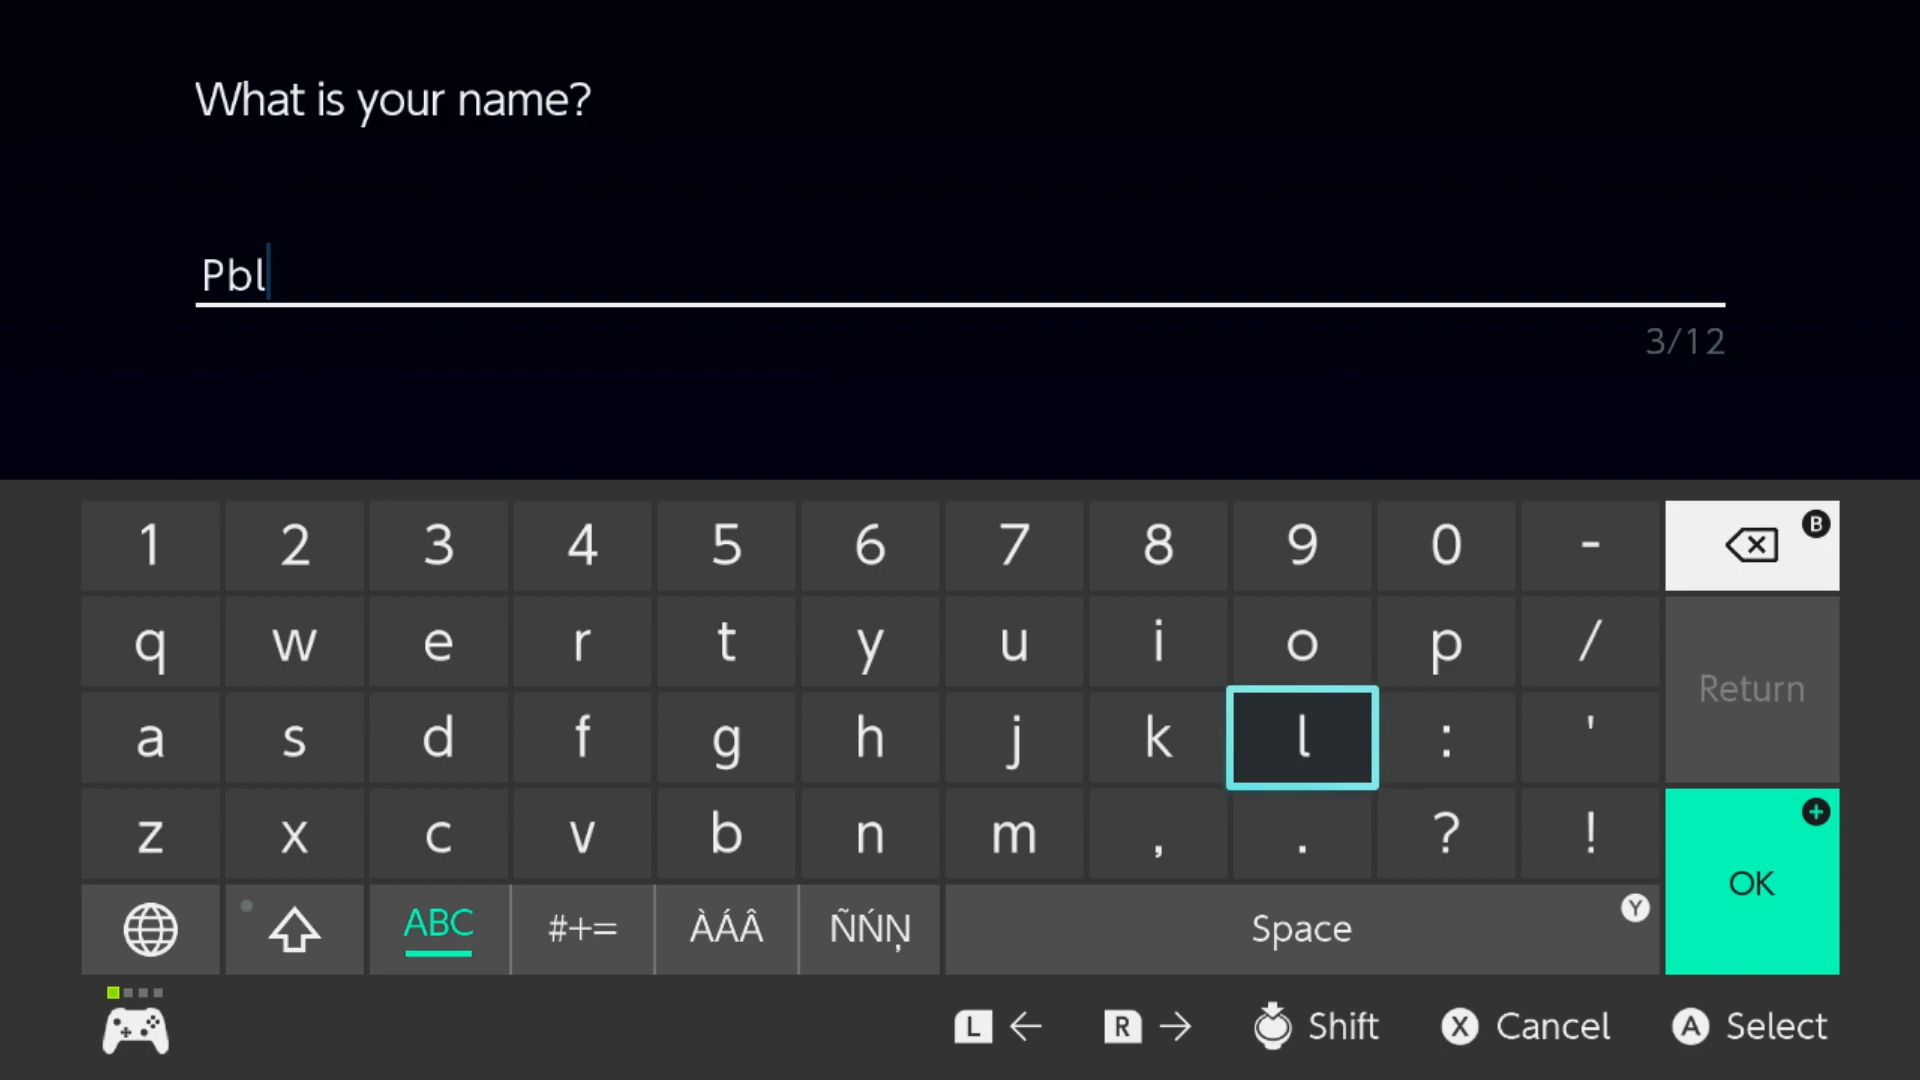 What is your name?
Pbl
3/12
1 2 3 4 5 6 7 8 9 0 - B
q w e r t y u i o p /
Return
a s d f g h j k l : '
z x c v b n m , . ? ! +
OK
ABC #+= ÀÁÂ ÑŃŅ Space Y
L ← R → Shift X Cancel A Select